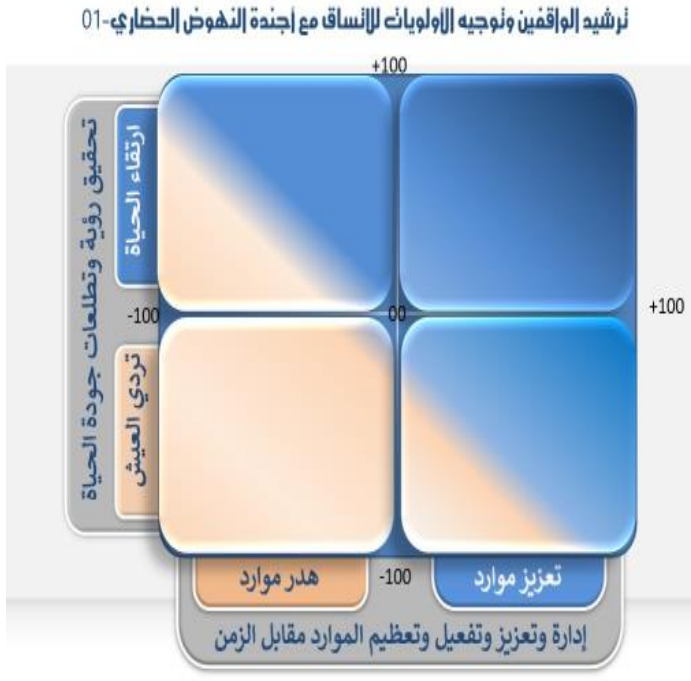 ترشيد الواقفين وتوجيه الأولويات للاتساق مع أجندة النهوض الحضاري-01
+100
تحقيق رؤية وتطلعات جودة الحياة
ارتقاء الحياة
-100
00
+100
تردي العيش
تعزيز موارد
-100
هدر موارد
إدارة وتعزيز وتفعيل وتعظيم الموارد مقابل الزمن